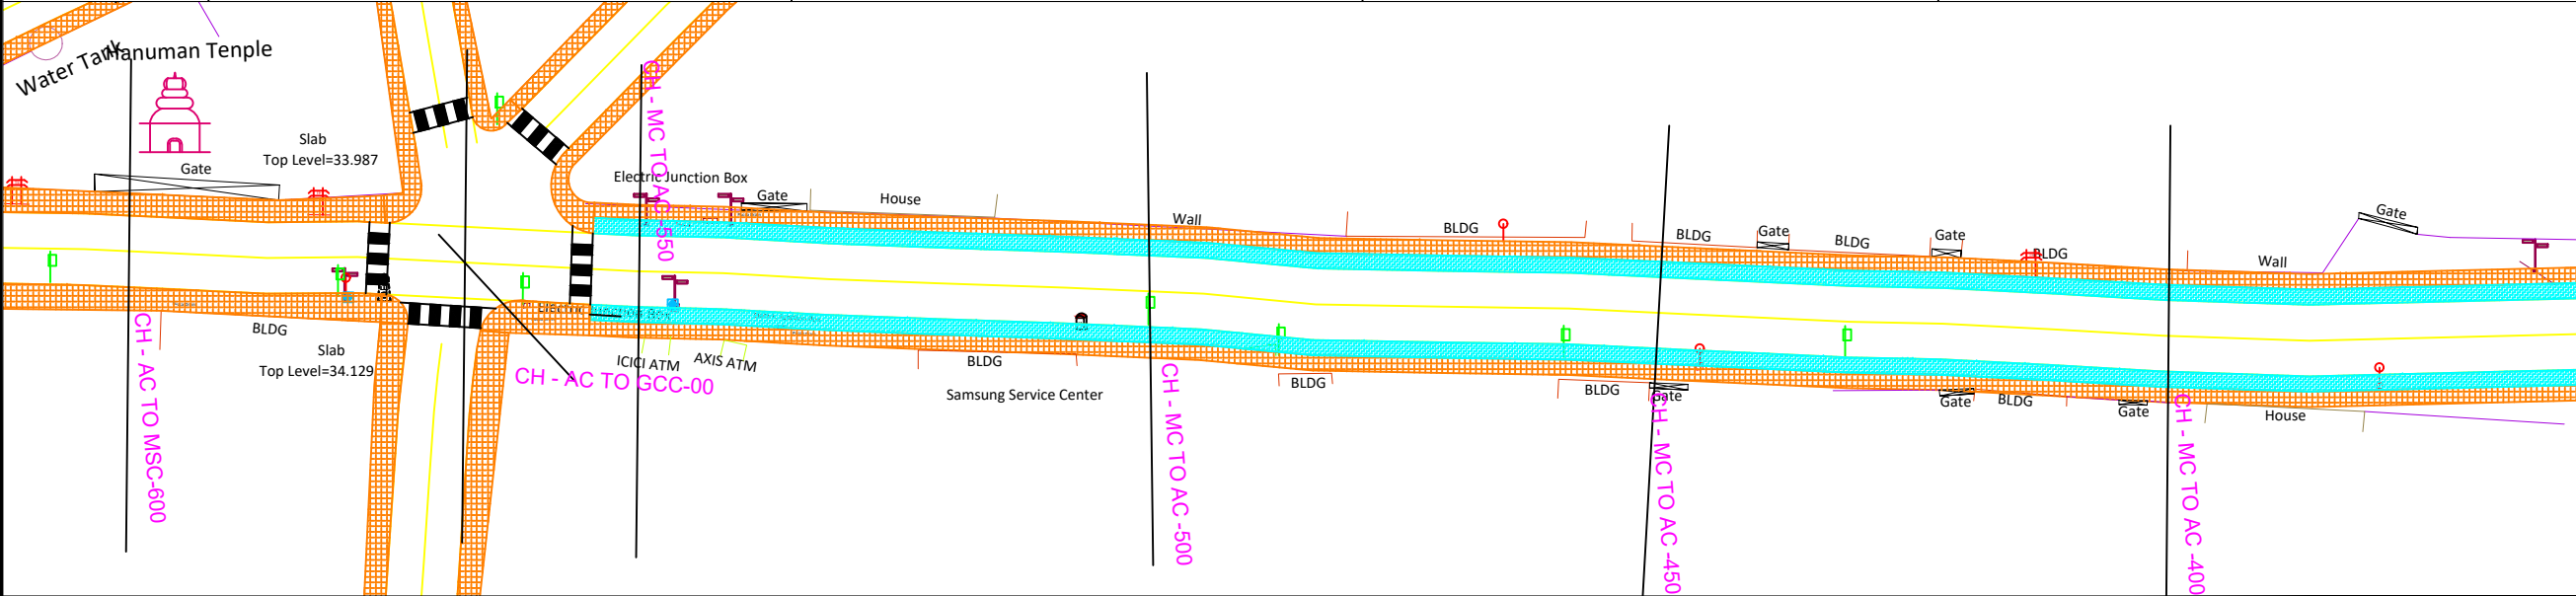 Water Tank
Hanuman Tenple
Slab
Top Level=33.987
Gate
BLDG
Slab
Top Level=34.129
CH - AC TO MSC-600
CH - AC TO GCC-00
Electric Junction Box
CH - MC TO AC -550
Gate
House
Electric Junction Box
ICICI ATM
AXIS ATM
BLDG
Samsung Service Center
Wall
CH - MC TO AC -500
BLDG
BLDG
BLDG
Gate
CH - MC TO AC -450
BLDG
Gate
BLDG
Gate
BLDG
Gate
BLDG
Gate
CH - MC TO AC -400
Wall
Gate
House